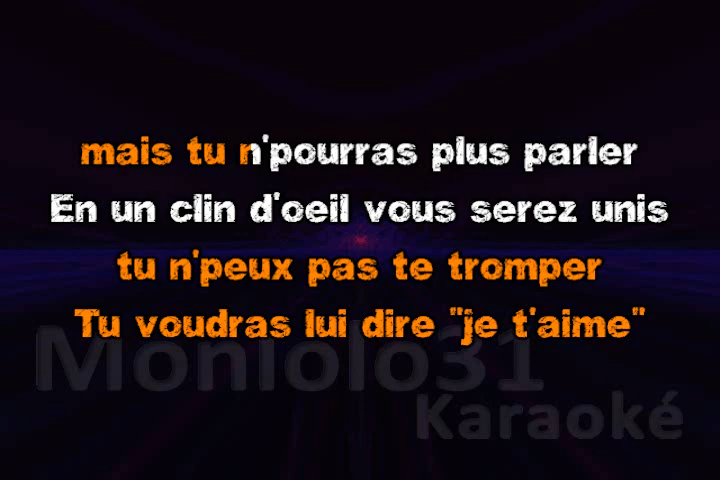 mais tu n'pourras plus parler
En un clin d'oeil vous serez unis
tu n'peux pas te tromper
Tu voudras lui dire "je t'aime"
Monlolo31
Karaoké